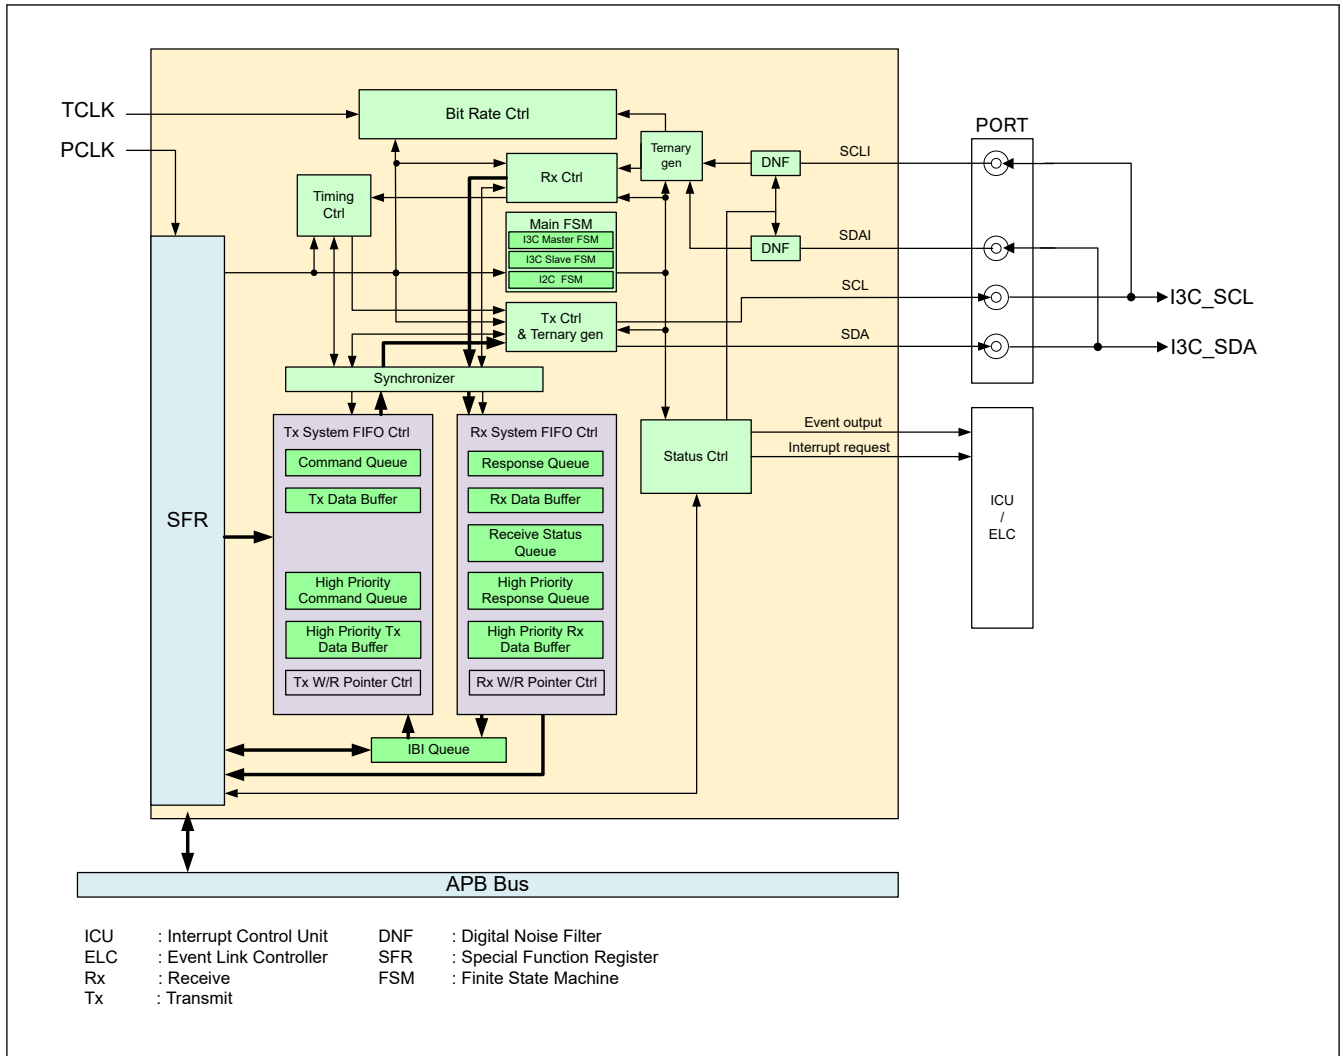 TCLK
PCLK
Bit Rate Ctrl
Ternary
gen
DNF
SCLI
PORT
Rx Ctrl
Timing
Ctrl
Main FSM
I3C Master FSM
I3C Slave FSM
I2C FSM
DNF
SDAI
SCL
I3C_SCL
Tx Ctrl
& Ternary gen
SDA
I3C_SDA
Synchronizer
SFR
Tx System FIFO Ctrl
Command Queue
Tx Data Buffer
High Priority
Command Queue
High Priority Tx
Data Buffer
Tx W/R Pointer Ctrl
Rx System FIFO Ctrl
Response Queue
Rx Data Buffer
Receive Status
Queue
High Priority
Response Queue
High Priority Rx
Data Buffer
Rx W/R Pointer Ctrl
IBI Queue
Status Ctrl
Event output
Interrupt request
ICU
/
ELC
APB Bus
ICU : Interrupt Control Unit
ELC : Event Link Controller
Rx : Receive
Tx : Transmit
DNF : Digital Noise Filter
SFR : Special Function Register
FSM : Finite State Machine